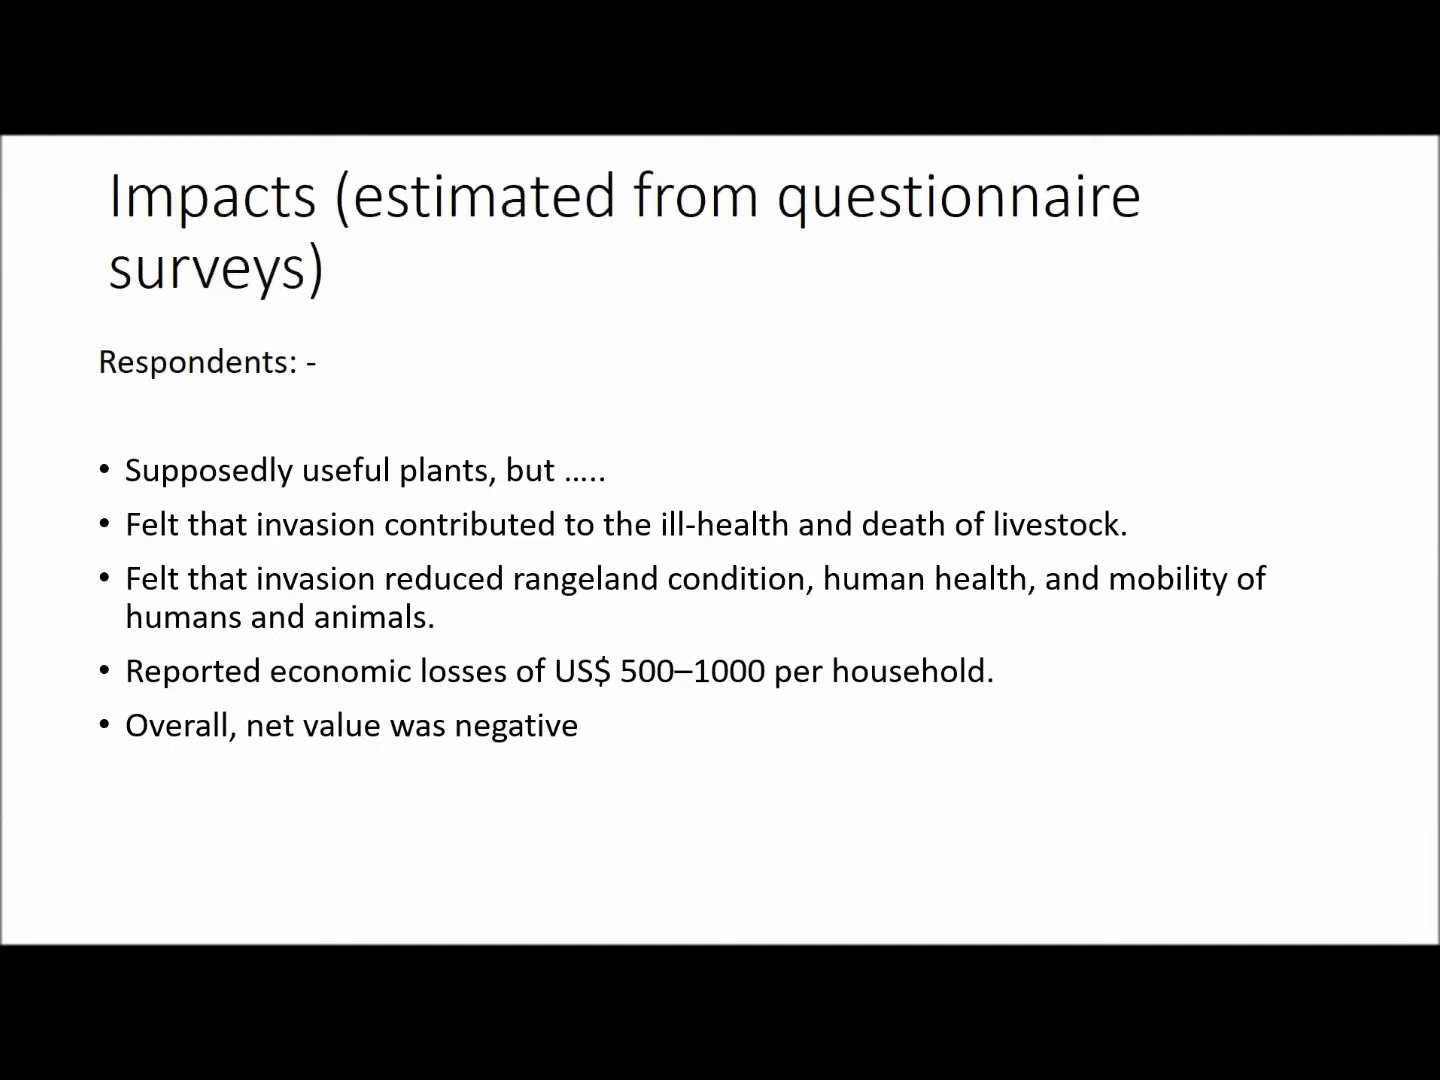 Impacts (estimated from questionnaire
surveys)
Respondents: -
• Supposedly useful plants, but …..
• Felt that invasion contributed to the ill-health and death of livestock.
• Felt that invasion reduced rangeland condition, human health, and mobility of
humans and animals.
• Reported economic losses of US$ 500–1000 per household.
• Overall, net value was negative